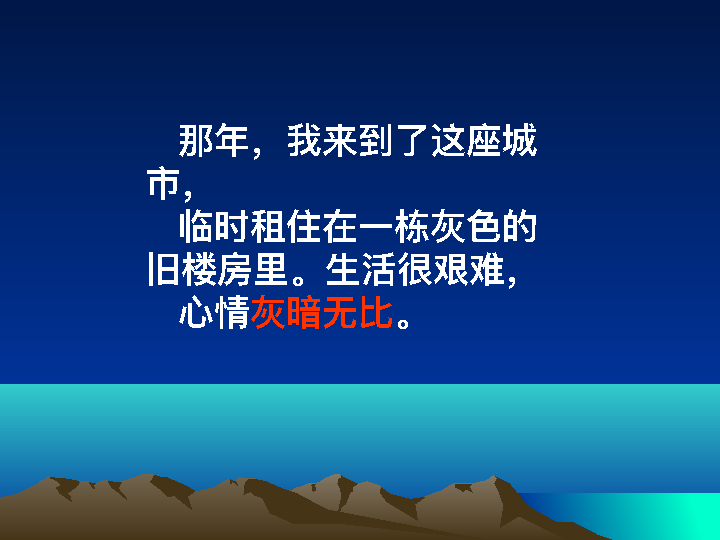 那年，我来到了这座城
市，
临时租住在一栋灰色的
旧楼房里。生活很艰难，
心情灰暗无比。